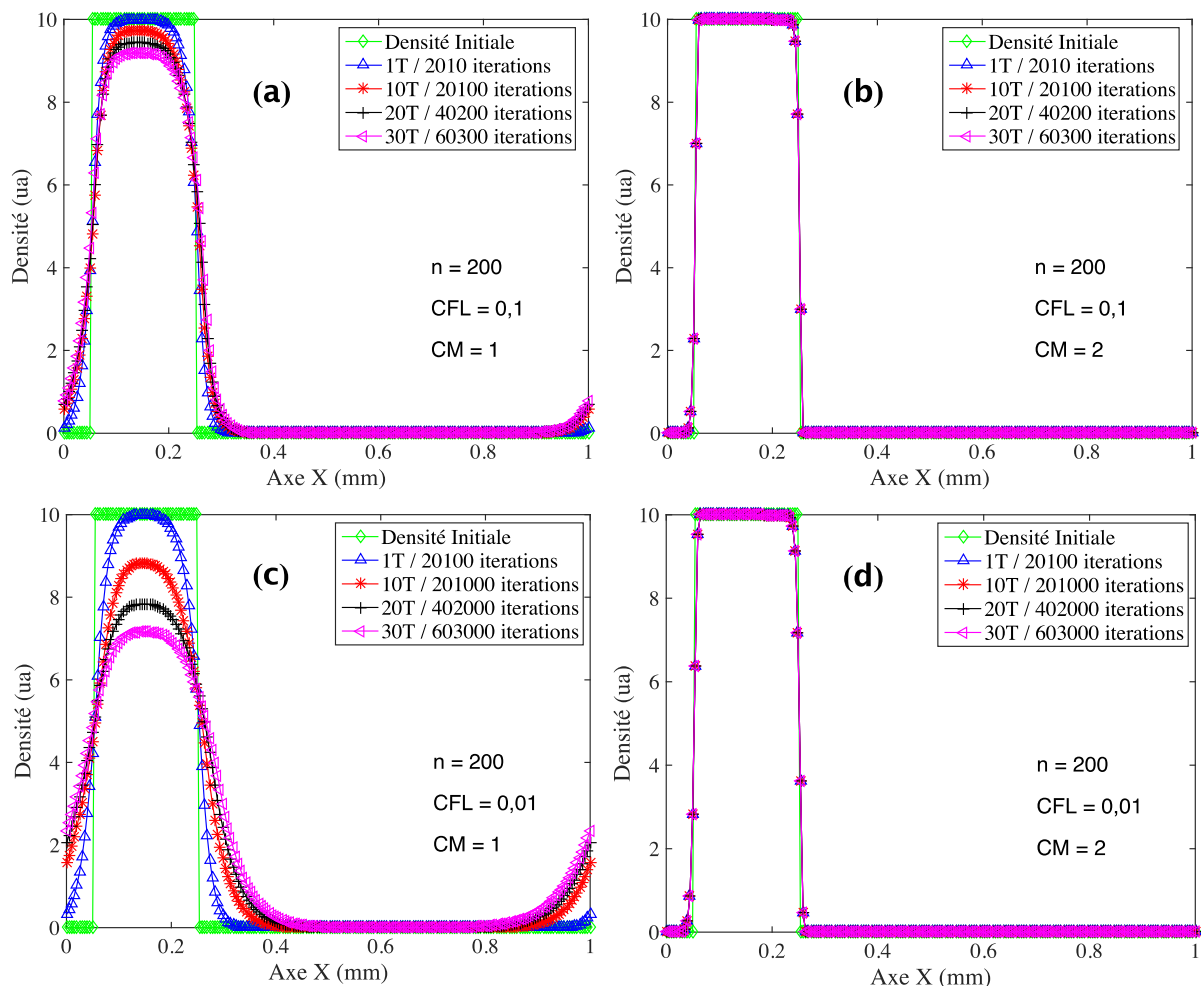 10
8
6
4
2
0
Densité (ua)
0
0.2
0.4
0.6
0.8
1
Axe X (mm)
(a)
Densité Initiale
1T / 2010 iterations
10T / 20100 iterations
20T / 40200 iterations
30T / 60300 iterations
n = 200
CFL = 0,1
CM = 1
10
8
6
4
2
0
Densité (ua)
0
0.2
0.4
0.6
0.8
1
Axe X (mm)
(b)
Densité Initiale
1T / 2010 iterations
10T / 20100 iterations
20T / 40200 iterations
30T / 60300 iterations
n = 200
CFL = 0,1
CM = 2
10
8
6
4
2
0
Densité (ua)
0
0.2
0.4
0.6
0.8
1
Axe X (mm)
(c)
Densité Initiale
1T / 20100 iterations
10T / 201000 iterations
20T / 402000 iterations
30T / 603000 iterations
n = 200
CFL = 0,01
CM = 1
10
8
6
4
2
0
Densité (ua)
0
0.2
0.4
0.6
0.8
1
Axe X (mm)
(d)
Densité Initiale
1T / 20100 iterations
10T / 201000 iterations
20T / 402000 iterations
30T / 603000 iterations
n = 200
CFL = 0,01
CM = 2